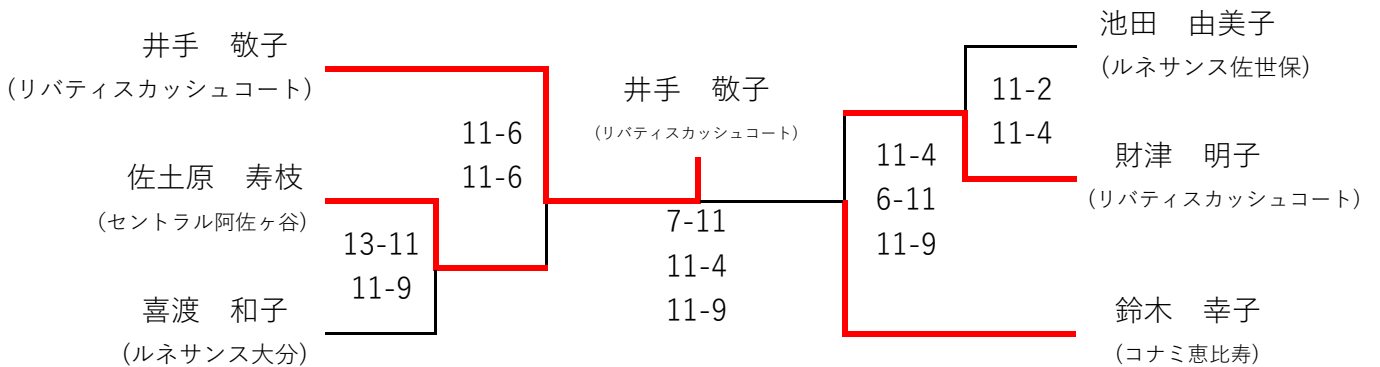 井手　敬子
(リバティスカッシュコート)
佐土原　寿枝
(セントラル阿佐ヶ谷)
喜渡　和子
(ルネサンス大分)
13-11
11-9
11-6
11-6
井手　敬子
(リバティスカッシュコート)
7-11
11-4
11-9
11-4
6-11
11-9
11-2
11-4
池田　由美子
(ルネサンス佐世保)
財津　明子
(リバティスカッシュコート)
鈴木　幸子
(コナミ恵比寿)